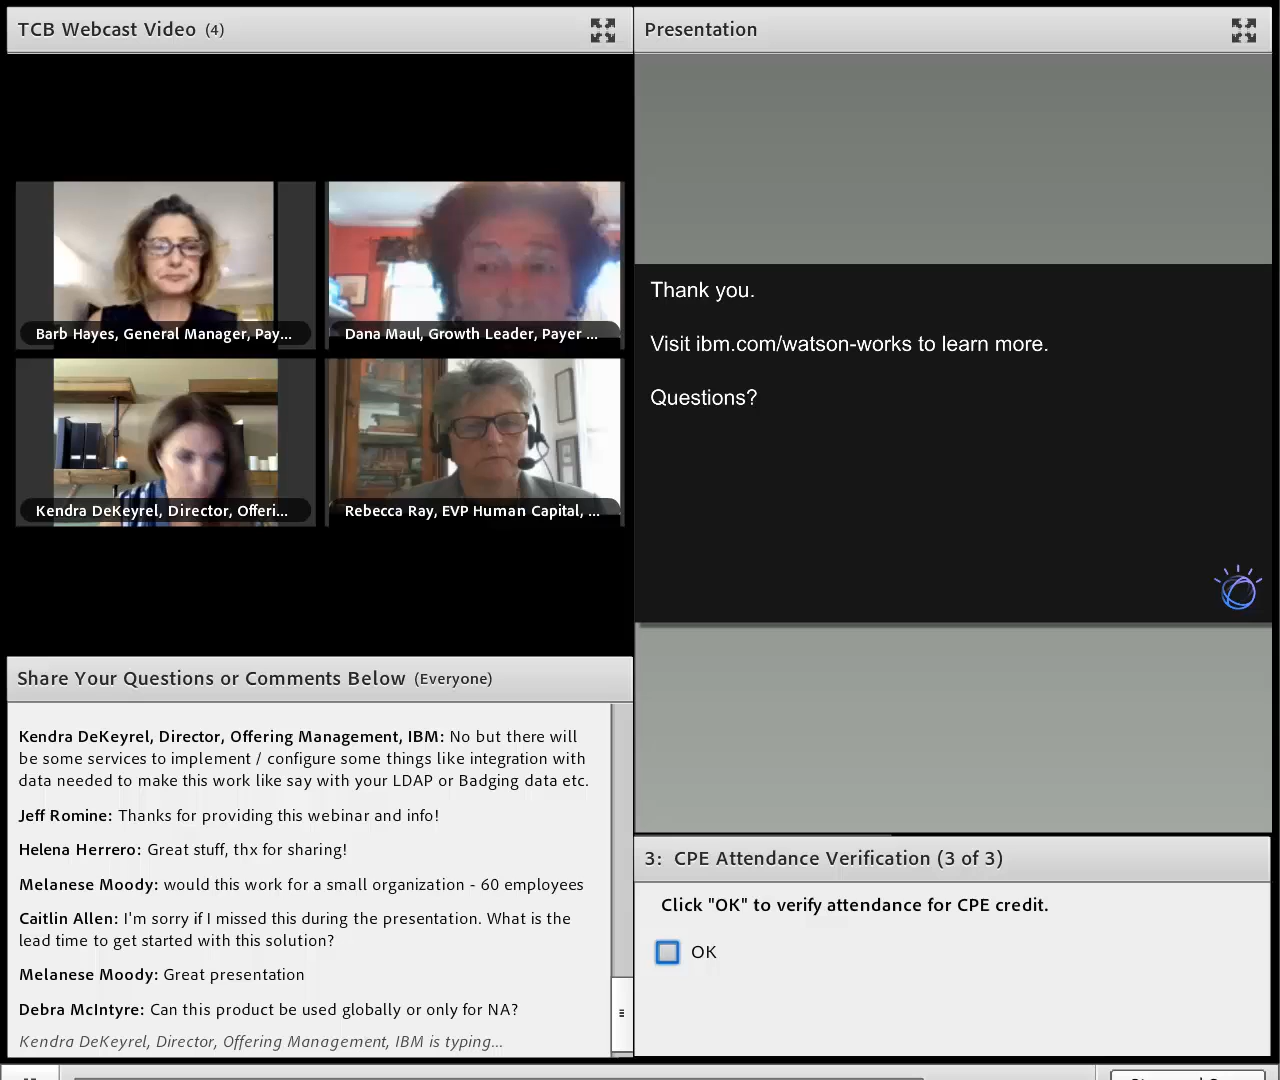 TCB Webcast Video (4)
Presentation
Barb Hayes, General Manager, Pay...
Dana Maul, Growth Leader, Payer ...
Kendra DeKeyrel, Director, Offeri...
Rebecca Ray, EVP Human Capital, ...
Thank you.
Visit ibm.com/watson-works to learn more.
Questions?
Share Your Questions or Comments Below (Everyone)
Kendra DeKeyrel, Director, Offering Management, IBM: No but there will
be some services to implement / configure some things like integration with
data needed to make this work like say with your LDAP or Badging data etc.
Jeff Romine: Thanks for providing this webinar and info!
Helena Herrero: Great stuff, thx for sharing!
Melanese Moody: would this work for a small organization - 60 employees
Caitlin Allen: I'm sorry if I missed this during the presentation. What is the
lead time to get started with this solution?
Melanese Moody: Great presentation
Debra McIntyre: Can this product be used globally or only for NA?
Kendra DeKeyrel, Director, Offering Management, IBM is typing...
3: CPE Attendance Verification (3 of 3)
Click "OK" to verify attendance for CPE credit.
OK